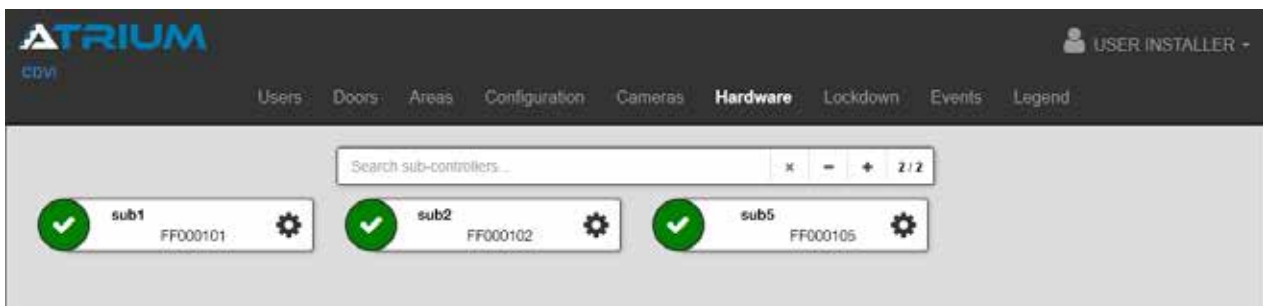 ATRIUM
CDVI
USER INSTALLER
Users Doors Areas Configuration Cameras Hardware Lockdown Events Legend
Search sub-controllers...
2/2
sub1
FF000101
sub2
FF000102
sub5
FF000105